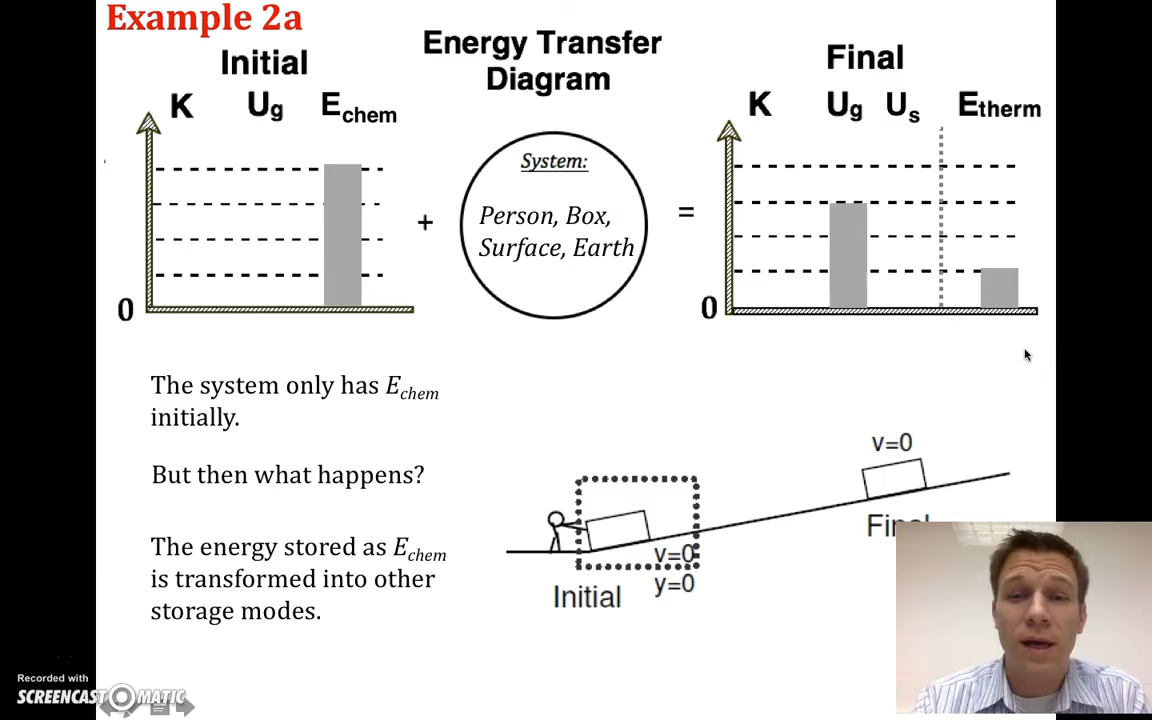 Example 2a
Energy Transfer
Diagram
Initial
K Ug Echem
0
+
System:
Person, Box,
Surface, Earth
=
Final
K Ug Us Etherm
0
The system only has Echem
initially.
But then what happens?
The energy stored as Echem
is transformed into other
storage modes.
v=0
y=0
Initial
v=0
Final
Recorded with
SCREENCAST-O-MATIC